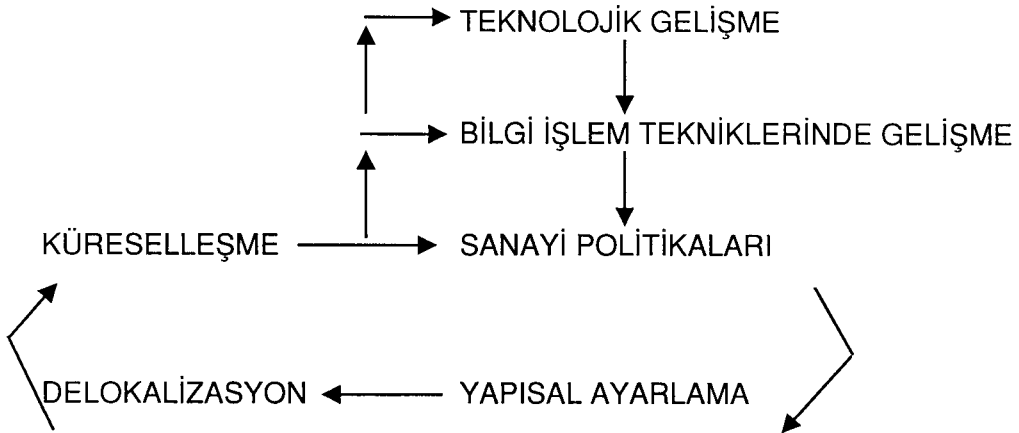 TEKNOLOJİK GELİŞME
BİLGİ İŞLEM TEKNİKLERİNDE GELİŞME
KÜRESELLEŞME
SANAYİ POLİTİKALARI
DELOKALİZASYON
YAPISAL AYARLAMA